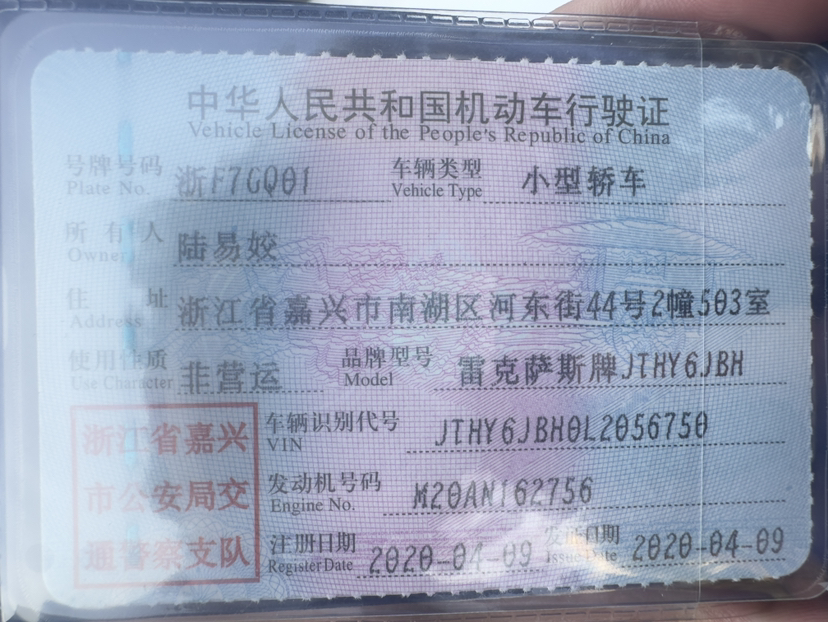 中华人民共和国机动车行驶证
Vehicle License of the People's Republic of China
号牌号码 浙F7GQ01 车辆类型 小型轿车
Plate No. Vehicle Type
所有人 陆易姣
Owner
住址 浙江省嘉兴市南湖区河东街44号2幢503室
Address
使用性质 非营运 品牌型号 雷克萨斯牌JTHY6JBH
Use Character Model
浙江省嘉兴
市公安局交
通警察支队
车辆识别代号 JTHY6JBH0L2056750
VIN
发动机号码 M20AN162756
Engine No.
注册日期 2020-04-09 发证日期 2020-04-09
Register Date Issue Date